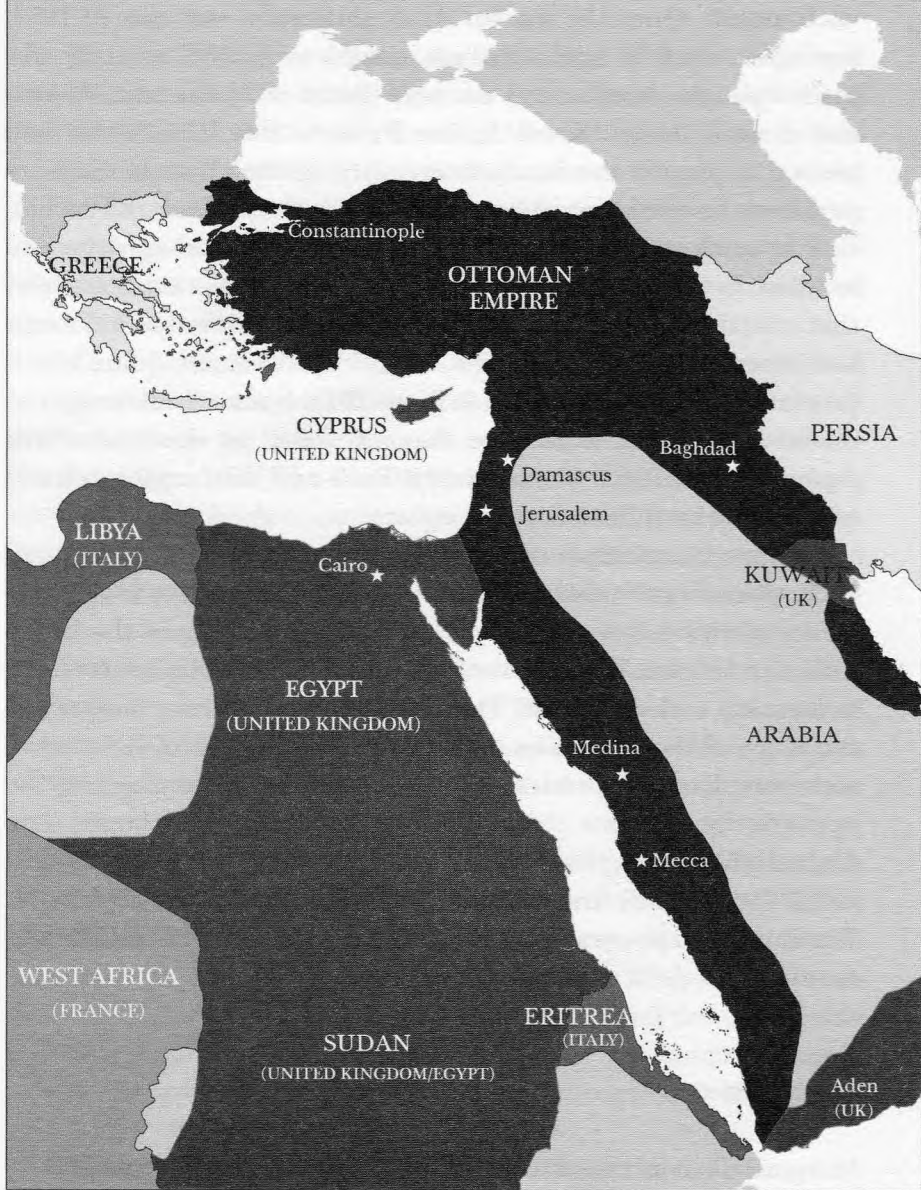 Constantinople
GREECE
OTTOMAN
EMPIRE
CYPRUS
(UNITED KINGDOM)
Baghdad
PERSIA
Damascus
Jerusalem
LIBYA
(ITALY)
Cairo
KUWAIT
(UK)
EGYPT
(UNITED KINGDOM)
ARABIA
Medina
Mecca
WEST AFRICA
(FRANCE)
ERITREA
(ITALY)
SUDAN
(UNITED KINGDOM/EGYPT)
Aden
(UK)